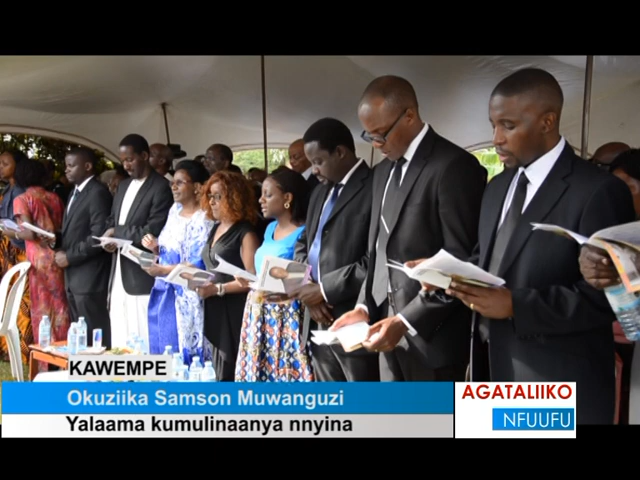 KAWEMPE
Okuziika Samson Muwanguzi
Yalaama kumulinaanya nnyina
AGATALIIKO
NFUUFU